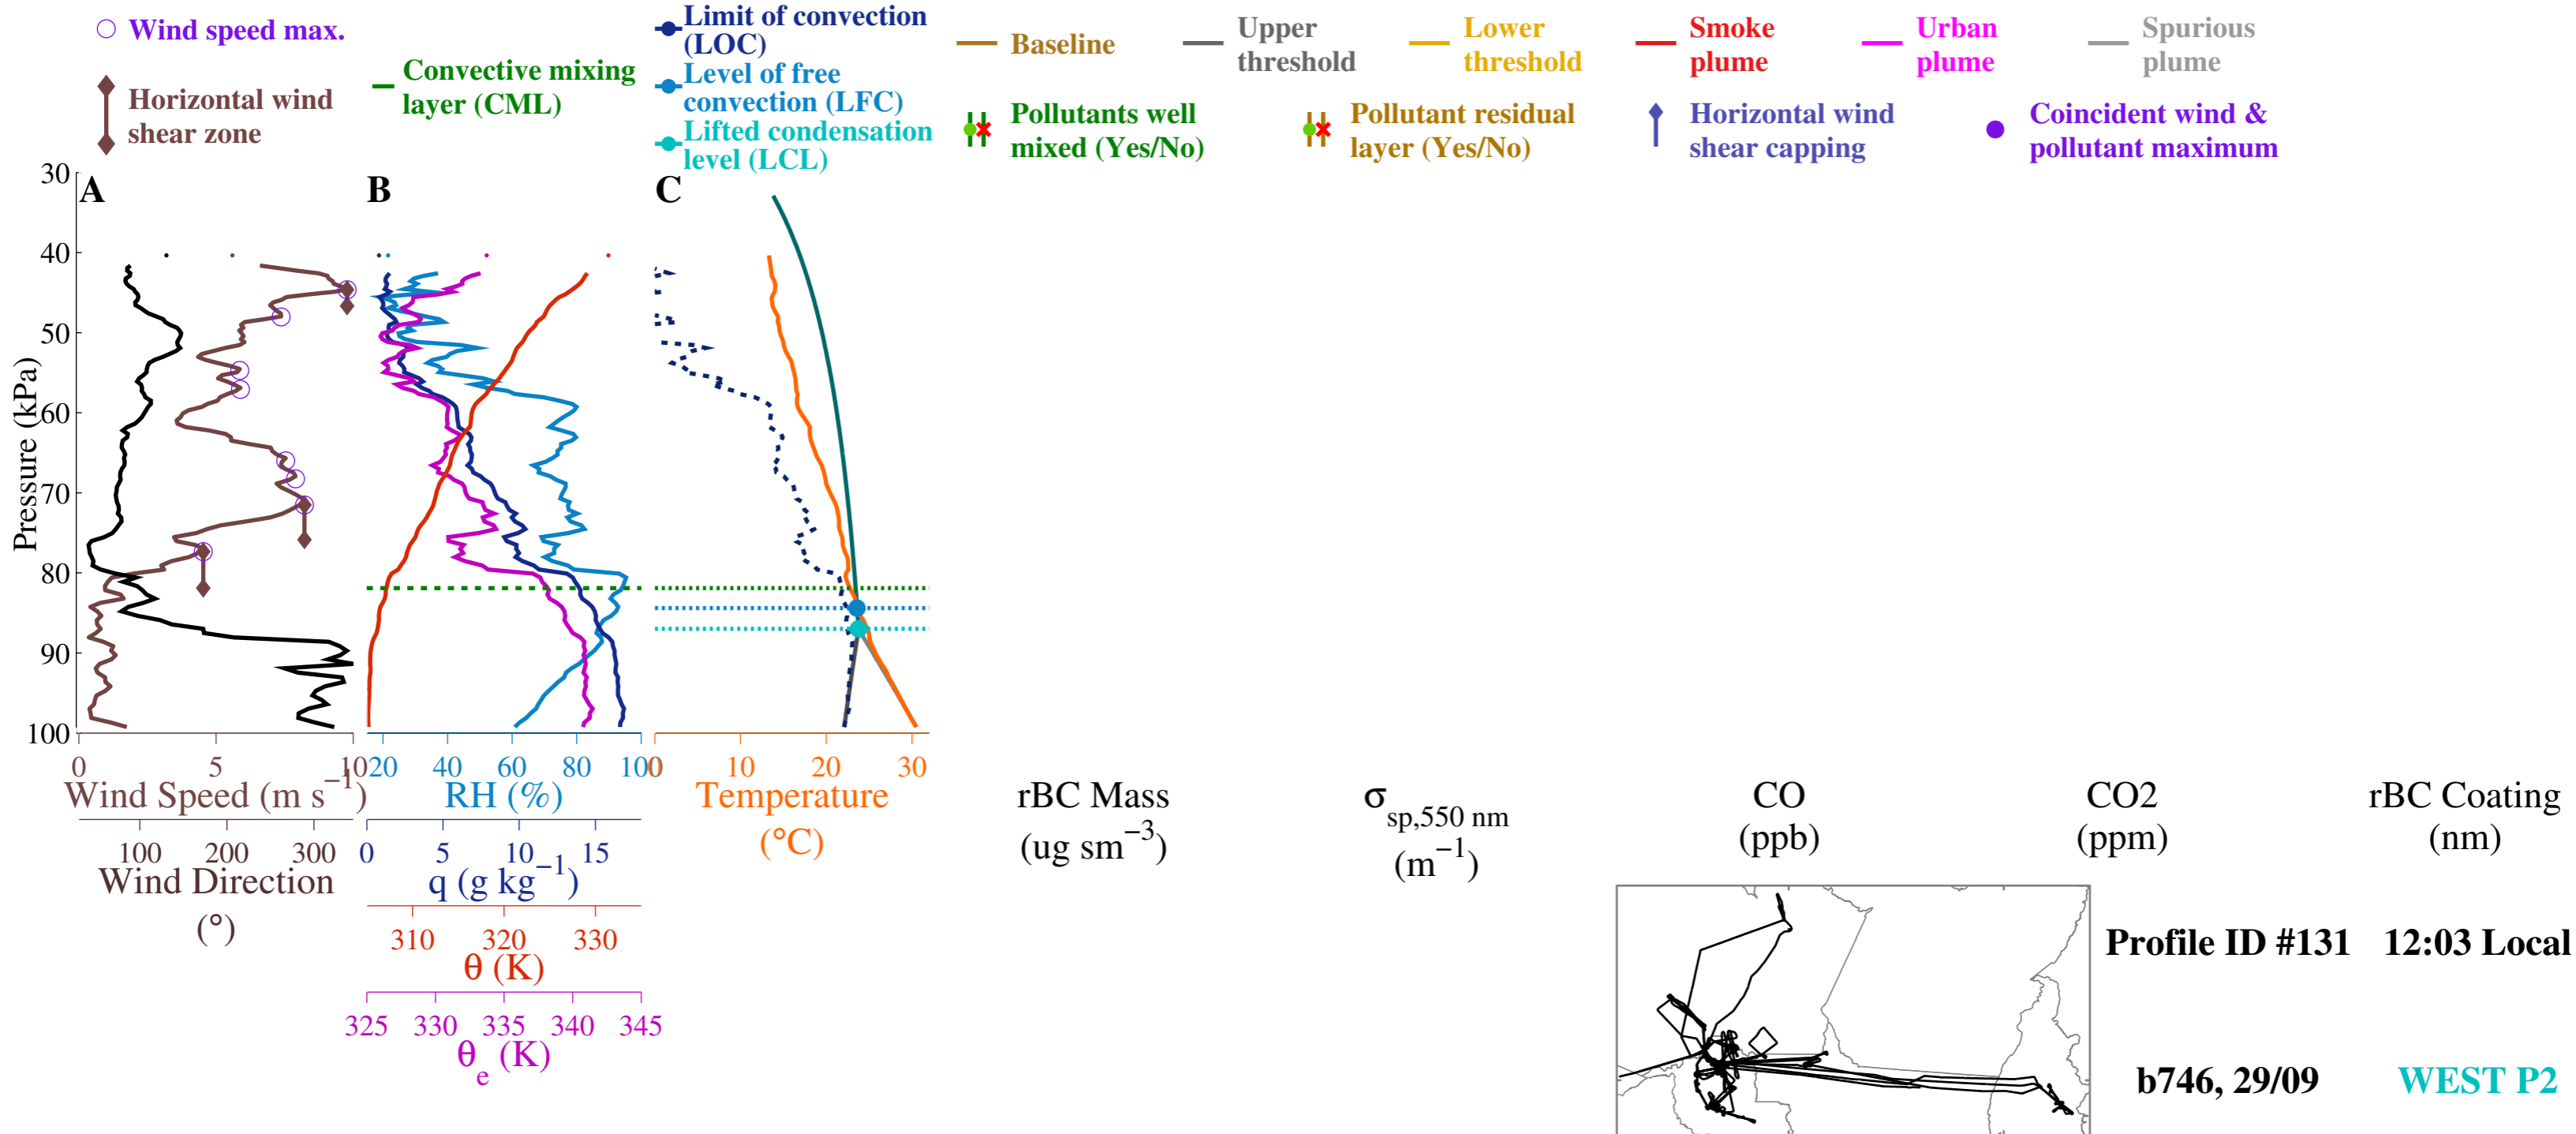 Wind speed max.
Horizontal wind
shear zone
Convective mixing
layer (CML)
Limit of convection
(LOC)
Level of free
convection (LFC)
Lifted condensation
level (LCL)
Baseline
Upper
threshold
Lower
threshold
Smoke
plume
Urban
plume
Spurious
plume
Pollutants well
mixed (Yes/No)
Pollutant residual
layer (Yes/No)
Horizontal wind
shear capping
Coincident wind &
pollutant maximum
A
B
C
Pressure (kPa)
30
40
50
60
70
80
90
100
0 5 10
Wind Speed (m s⁻¹)
100 200 300
Wind Direction
(°)
20 40 60 80 100
RH (%)
0 5 10 15
q (g kg⁻¹)
310 320 330
θ (K)
325 330 335 340 345
θe (K)
0 10 20 30
Temperature
(°C)
rBC Mass
(ug sm⁻³)
σsp,550 nm
(m⁻¹)
CO
(ppb)
CO2
(ppm)
rBC Coating
(nm)
Profile ID #131 12:03 Local
b746, 29/09 WEST P2